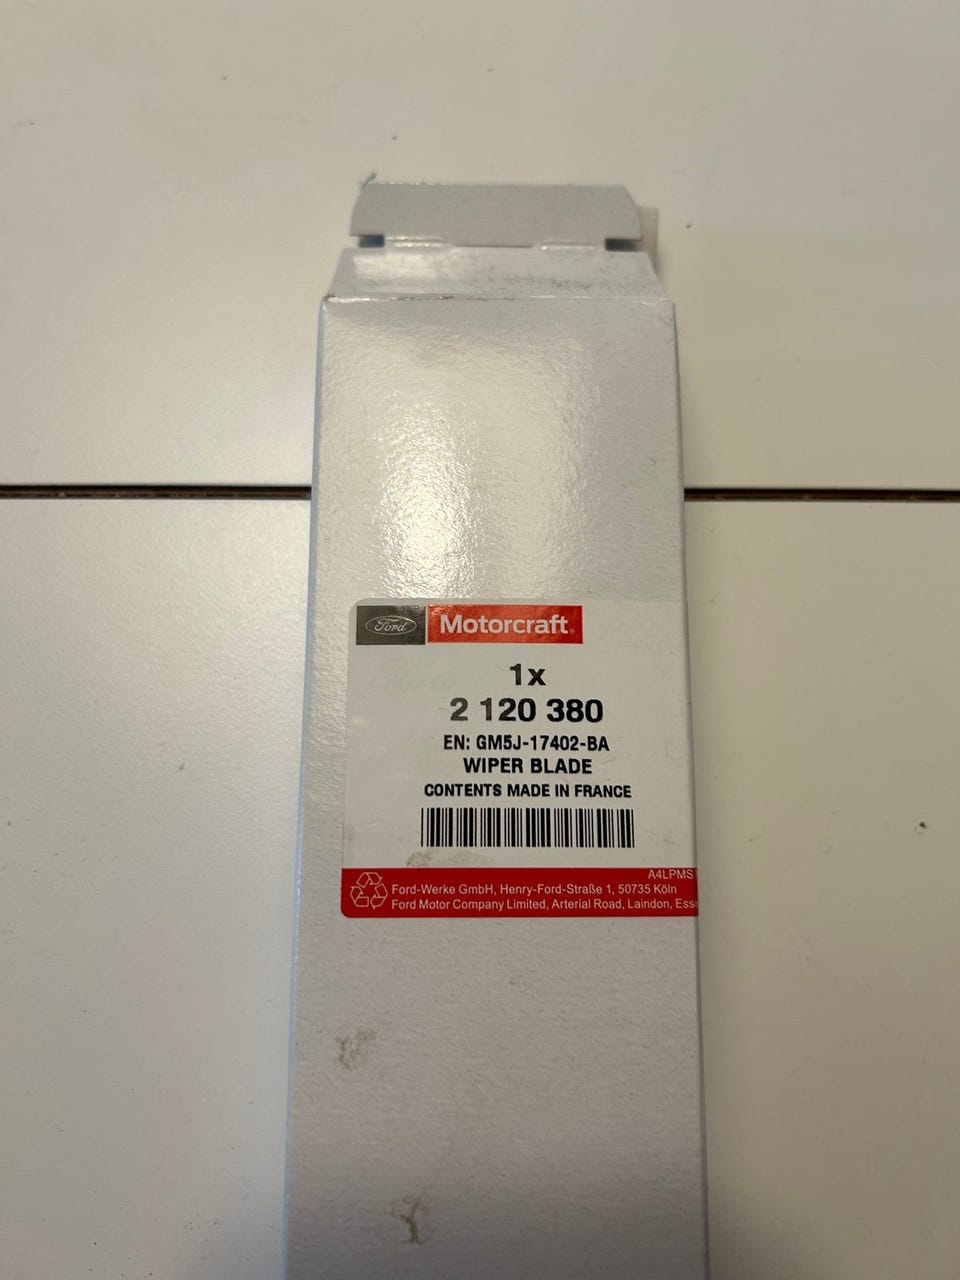 Ford Motorcraft®
1x
2 120 380
EN: GM5J-17402-BA
WIPER BLADE
CONTENTS MADE IN FRANCE
A4LPMS
Ford-Werke GmbH, Henry-Ford-Straße 1, 50735 Köln
Ford Motor Company Limited, Arterial Road, Laindon,